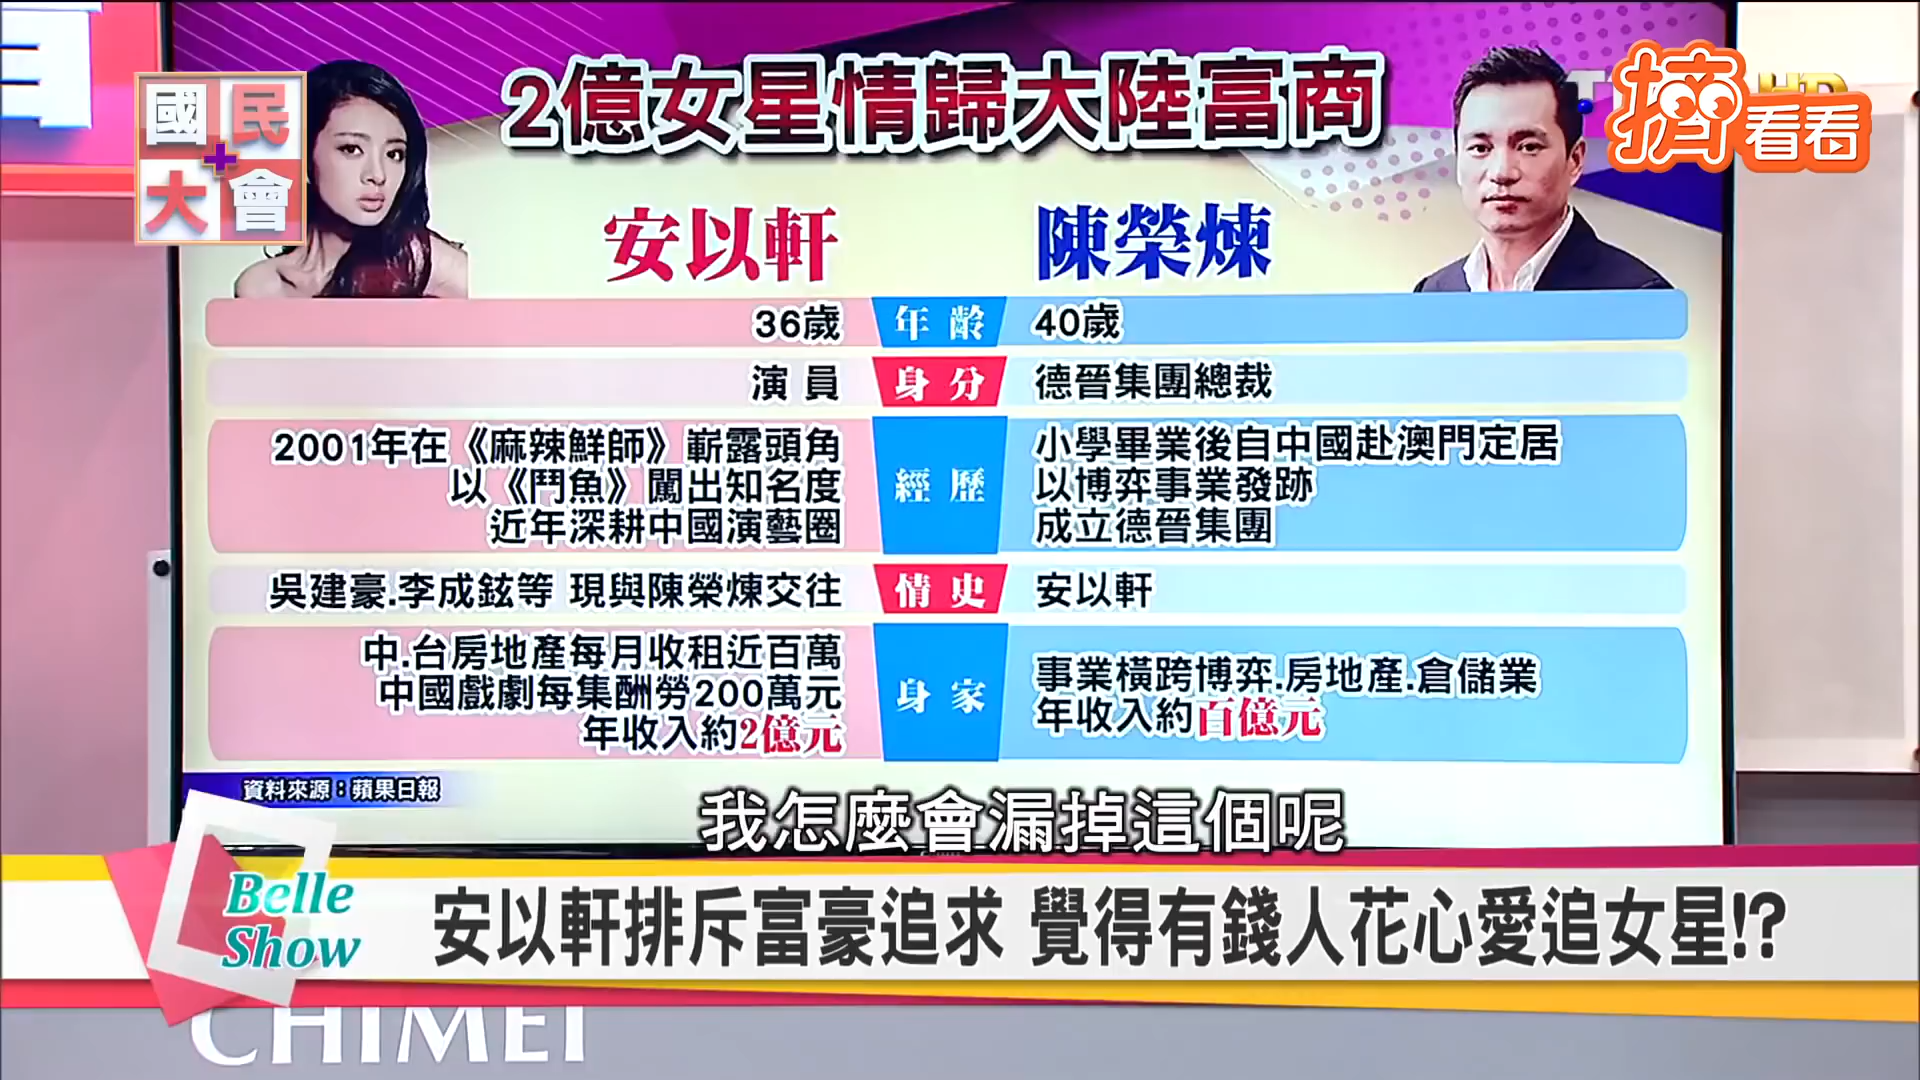 國民
大會
2億女星情歸大陸富商
擠看看
HD
安以軒
陳榮煉
36歲 年齡 40歲
演員 身分 德晉集團總裁
2001年在《麻辣鮮師》嶄露頭角
以《鬥魚》闖出知名度
近年深耕中國演藝圈
經歷
小學畢業後自中國赴澳門定居
以博弈事業發跡
成立德晉集團
吳建豪.李成鉉等 現與陳榮煉交往 情史 安以軒
中.台房地產每月收租近百萬
中國戲劇每集酬勞200萬元
年收入約2億元
身家
事業橫跨博弈.房地產.倉儲業
年收入約百億元
資料來源：蘋果日報
我怎麼會漏掉這個呢
Belle
Show
安以軒排斥富豪追求 覺得有錢人花心愛追女星!?
CHIMEI